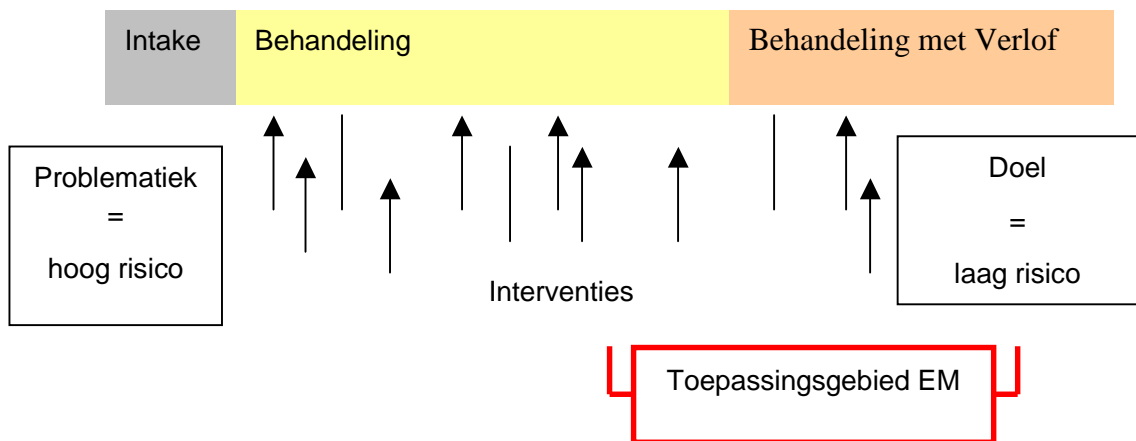 Intake
Behandeling
Behandeling met Verlof
Problematiek
=
hoog risico
Interventies
Doel
=
laag risico
Toepassingsgebied EM